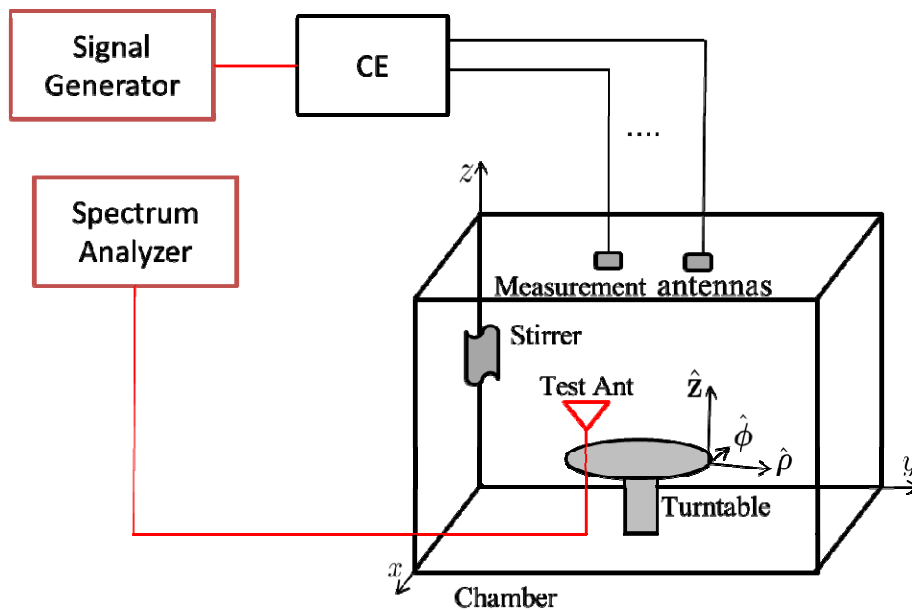 Signal
Generator
CE
....
Spectrum
Analyzer
z
Measurement antennas
Stirrer
Test Ant
ẑ
ϕ̂
ρ̂
y
Turntable
x
Chamber